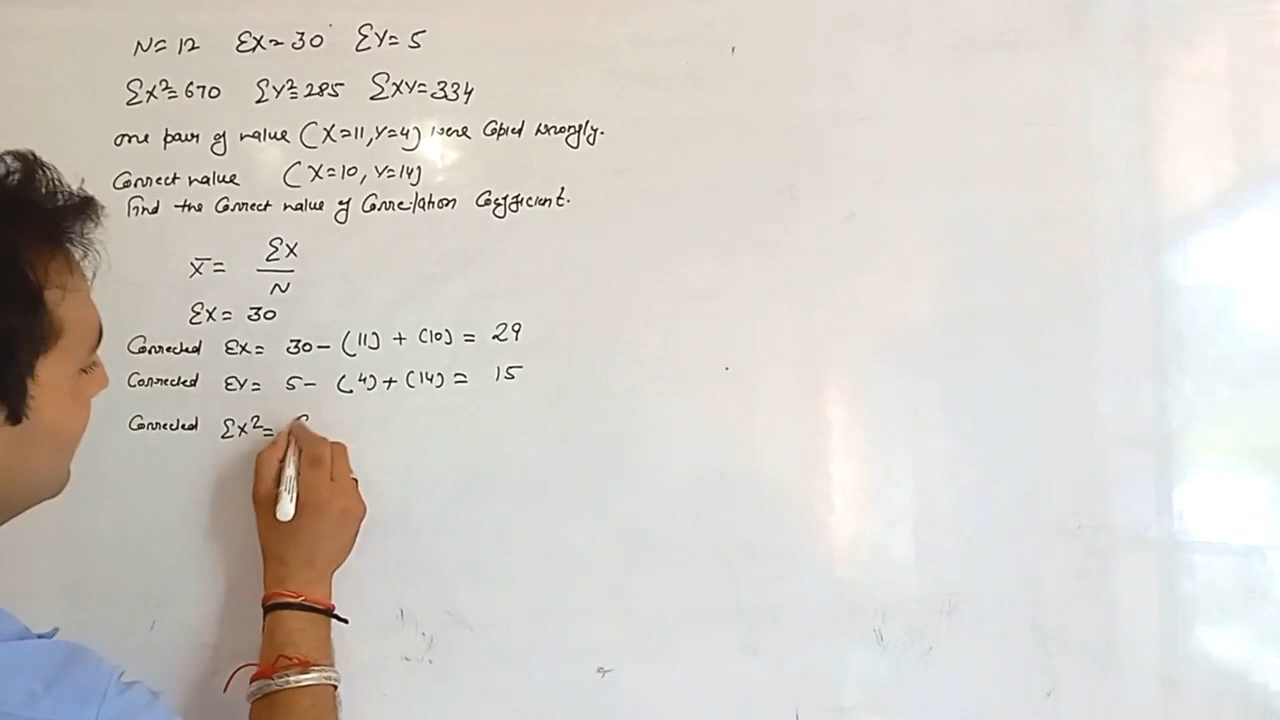 N=12 ΣX=30 ΣY=5
ΣX²=670 ΣY²=285 ΣXY=334
one pair of value (X=11, Y=4) were copied wrongly.
Correct value (X=10, Y=14)
Find the Correct value of Correlation Coefficient.
X̄ = ΣX / N
ΣX = 30
Corrected ΣX = 30 - (11) + (10) = 29
Corrected ΣY = 5 - (4) + (14) = 15
Corrected ΣX² =